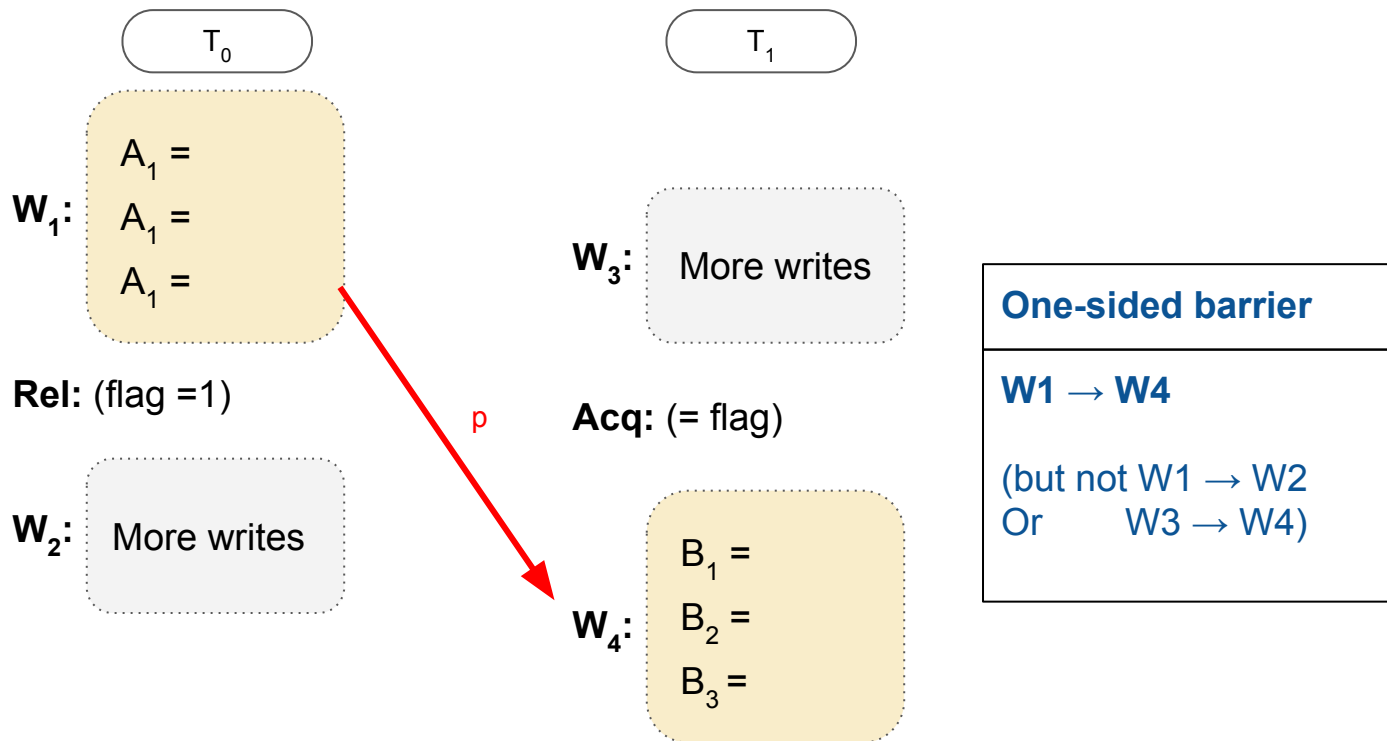 T₀
W₁:
A₁ =
A₁ =
A₁ =
Rel: (flag =1)
W₂: More writes
p
T₁
W₃: More writes
Acq: (= flag)
W₄:
B₁ =
B₂ =
B₃ =
One-sided barrier
W1 → W4
(but not W1 → W2
Or W3 → W4)